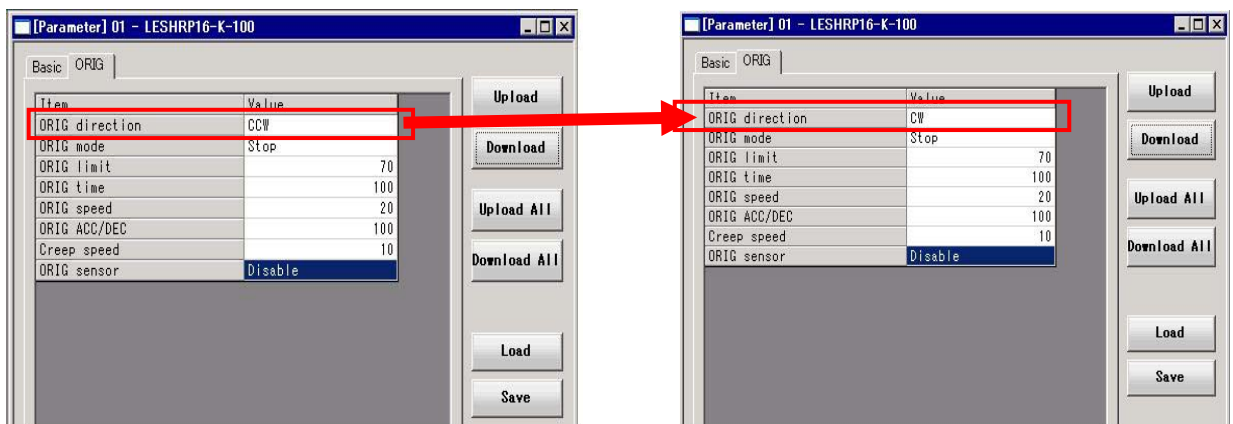 [Parameter] 01 - LESHRP16-K-100
Basic ORIG
Item Value
ORIG direction CCW
ORIG mode Stop
ORIG limit 70
ORIG time 100
ORIG speed 20
ORIG ACC/DEC 100
Creep speed 10
ORIG sensor Disable
Upload
Download
Upload All
Download All
Load
Save
[Parameter] 01 - LESHRP16-K-100
Basic ORIG
Item Value
ORIG direction CW
ORIG mode Stop
ORIG limit 70
ORIG time 100
ORIG speed 20
ORIG ACC/DEC 100
Creep speed 10
ORIG sensor Disable
Upload
Download
Upload All
Download All
Load
Save